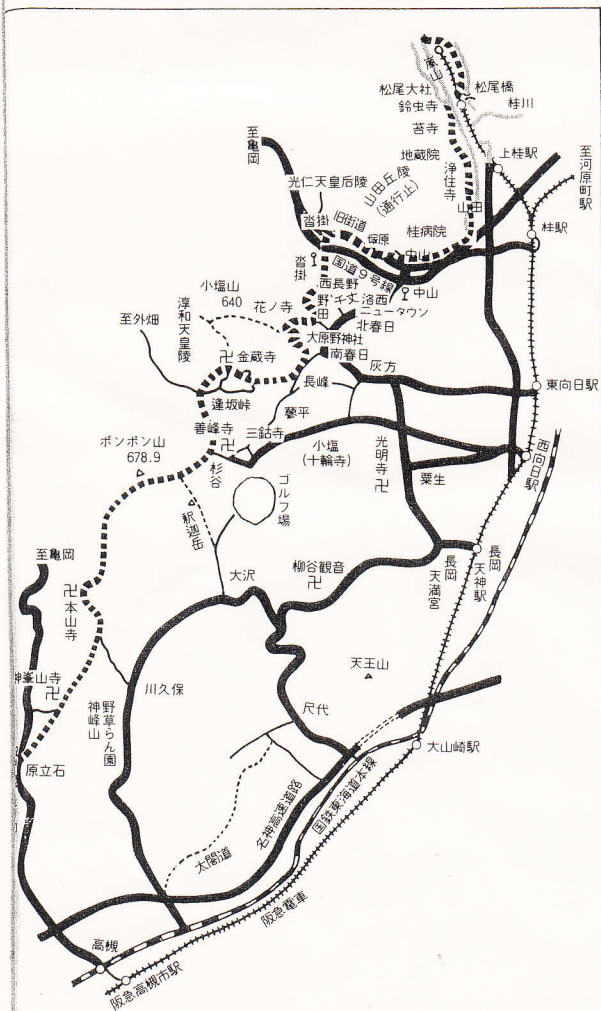 嵐山
松尾大社
松尾橋
鈴虫寺
桂川
苔寺
至亀岡
地蔵院
上桂駅
至河原町駅
浄住寺
光仁天皇后陵
山田丘陵
(通行止)
山田
沓掛
旧街道
桂病院
塚原
中山
桂駅
沓掛
国道9号線
小塩山
640
西長野
洛西
中山
ニュータウン
淳和天皇陵
花ノ寺
野田
北春日
至外畑
大原野神社
南春日
金蔵寺
灰方
長峰
東向日駅
逢坂峠
蓼平
善峰寺
三鈷寺
ポンポン山
678.9
小塩
(十輪寺)
光明寺
西向日駅
杉谷
粟生
ゴルフ場
釈迦岳
至亀岡
大沢
柳谷観音
長岡天満宮
長岡天神駅
本山寺
天王山
神峯山寺
川久保
野草らん園
神峰山
尺代
大山崎駅
原立石
名神高速道路
国鉄東海道本線
太閤道
阪急電車
高槻
阪急高槻市駅